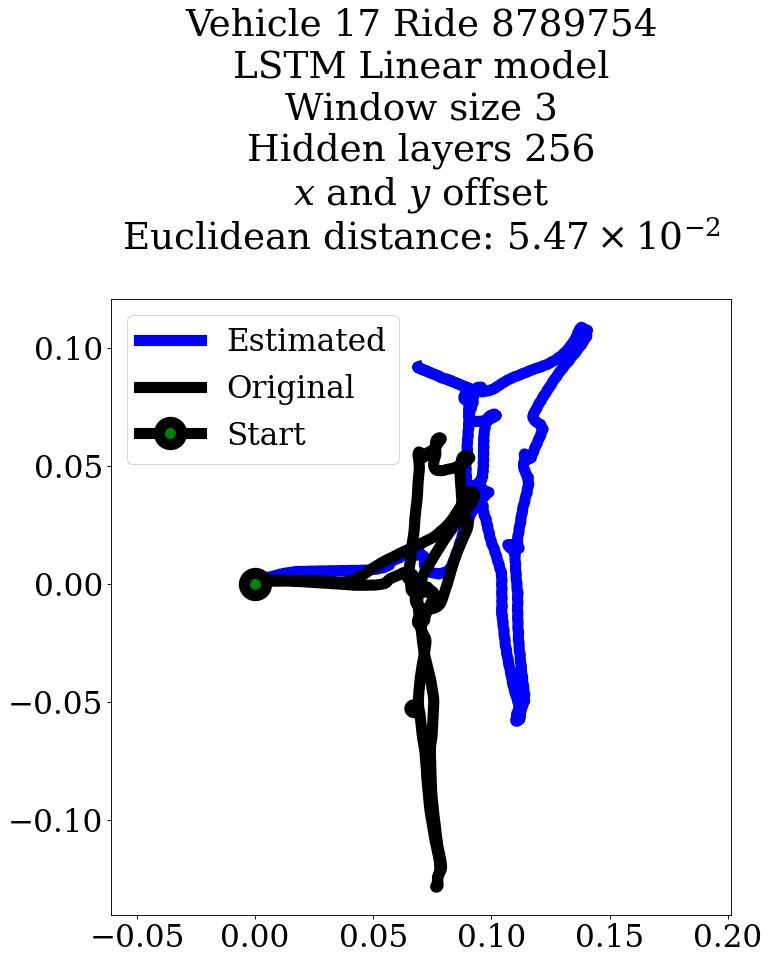 Vehicle 17 Ride 8789754
LSTM Linear model
Window size 3
Hidden layers 256
x and y offset
Euclidean distance: 5.47 × 10⁻²
Estimated
Original
Start
0.10
0.05
0.00
−0.05
−0.10
−0.05 0.00 0.05 0.10 0.15 0.20